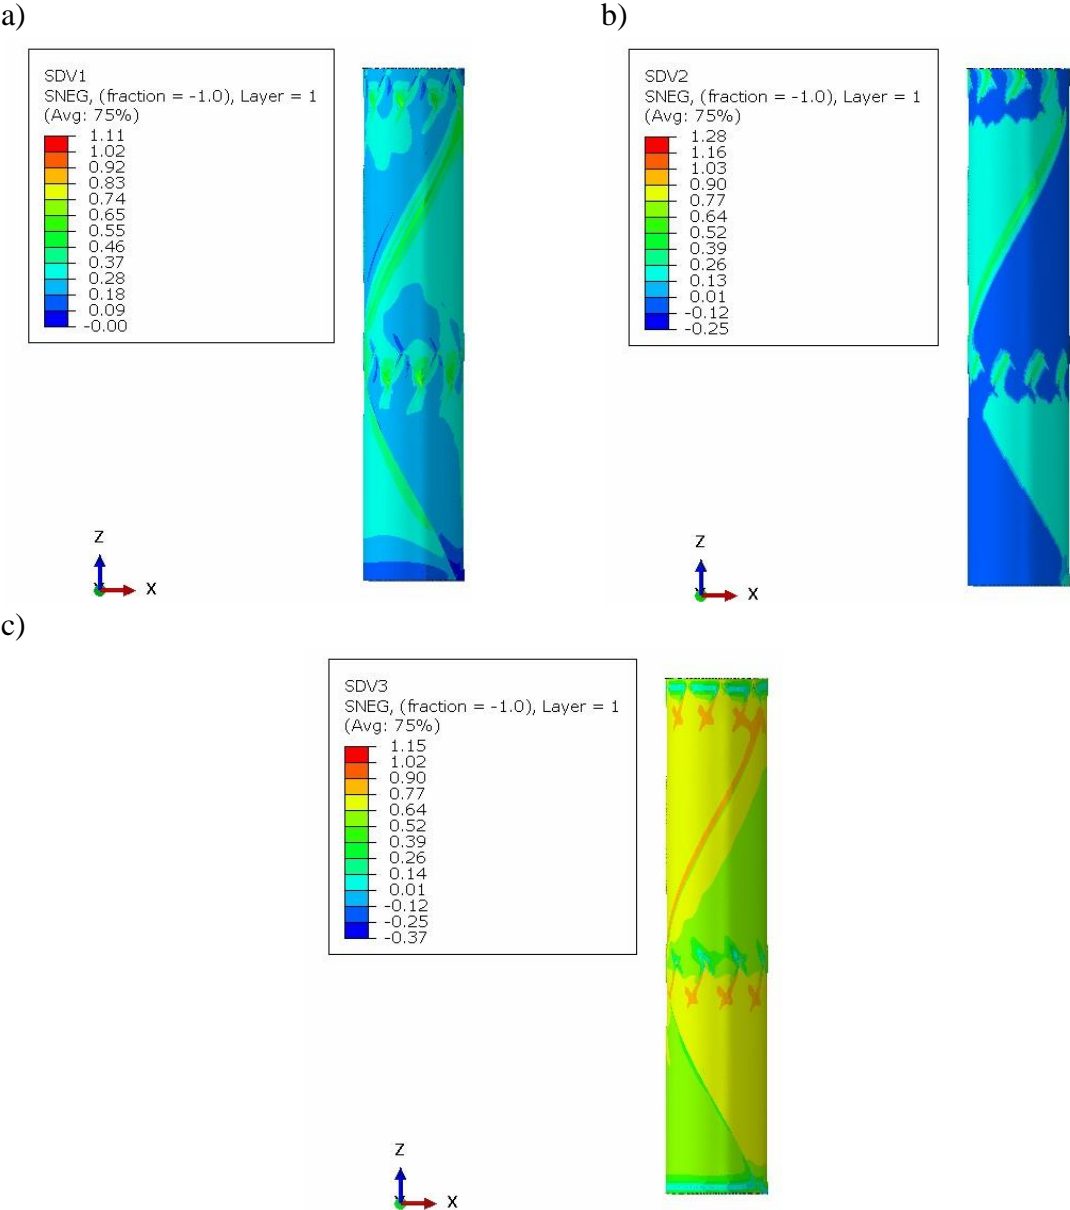 a)
SDV1
SNEG, (fraction = -1.0), Layer = 1
(Avg: 75%)
1.11
1.02
0.92
0.83
0.74
0.65
0.55
0.46
0.37
0.28
0.18
0.09
-0.00
Z
X
b)
SDV2
SNEG, (fraction = -1.0), Layer = 1
(Avg: 75%)
1.28
1.16
1.03
0.90
0.77
0.64
0.52
0.39
0.26
0.13
0.01
-0.12
-0.25
Z
X
c)
SDV3
SNEG, (fraction = -1.0), Layer = 1
(Avg: 75%)
1.15
1.02
0.90
0.77
0.64
0.52
0.39
0.26
0.14
0.01
-0.12
-0.25
-0.37
Z
X